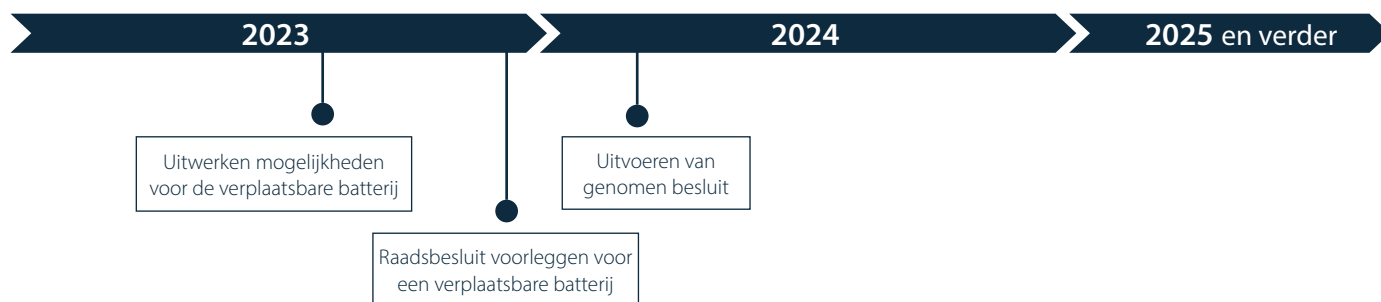 2023
2024
2025 en verder
Uitwerken mogelijkheden
voor de verplaatsbare batterij
Uitvoeren van
genomen besluit
Raadsbesluit voorleggen voor
een verplaatsbare batterij